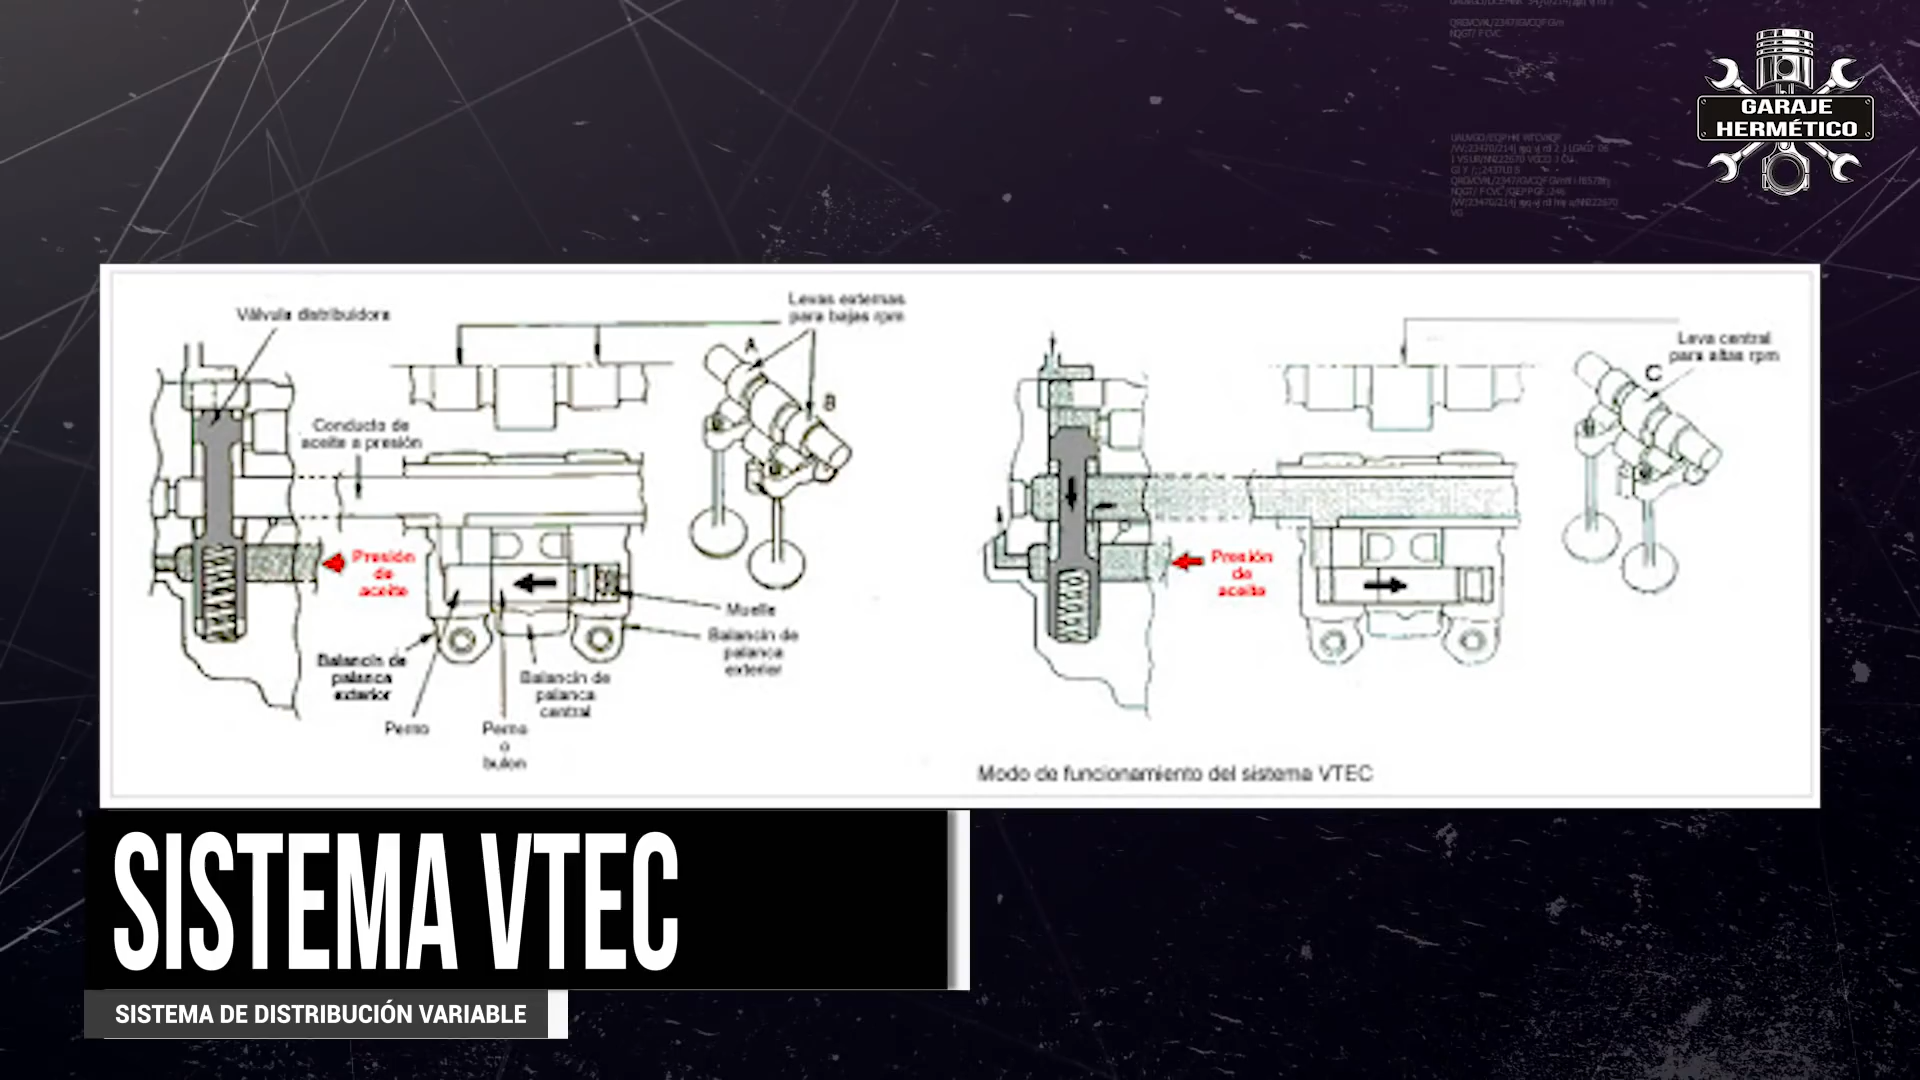 GARAJE
HERMÉTICO
Válvula distribuidora
Levas externas
para bajas rpm
A
B
Conducto de
aceite a presión
Presión
de
aceite
Muelle
Balancín de
palanca
exterior
Balancín de
palanca
exterior
Balancín de
palanca
central
Perno
Perno
o
bulon
Leva central
para altas rpm
C
Presión
de
aceite
Modo de funcionamiento del sistema VTEC
SISTEMA VTEC
SISTEMA DE DISTRIBUCIÓN VARIABLE